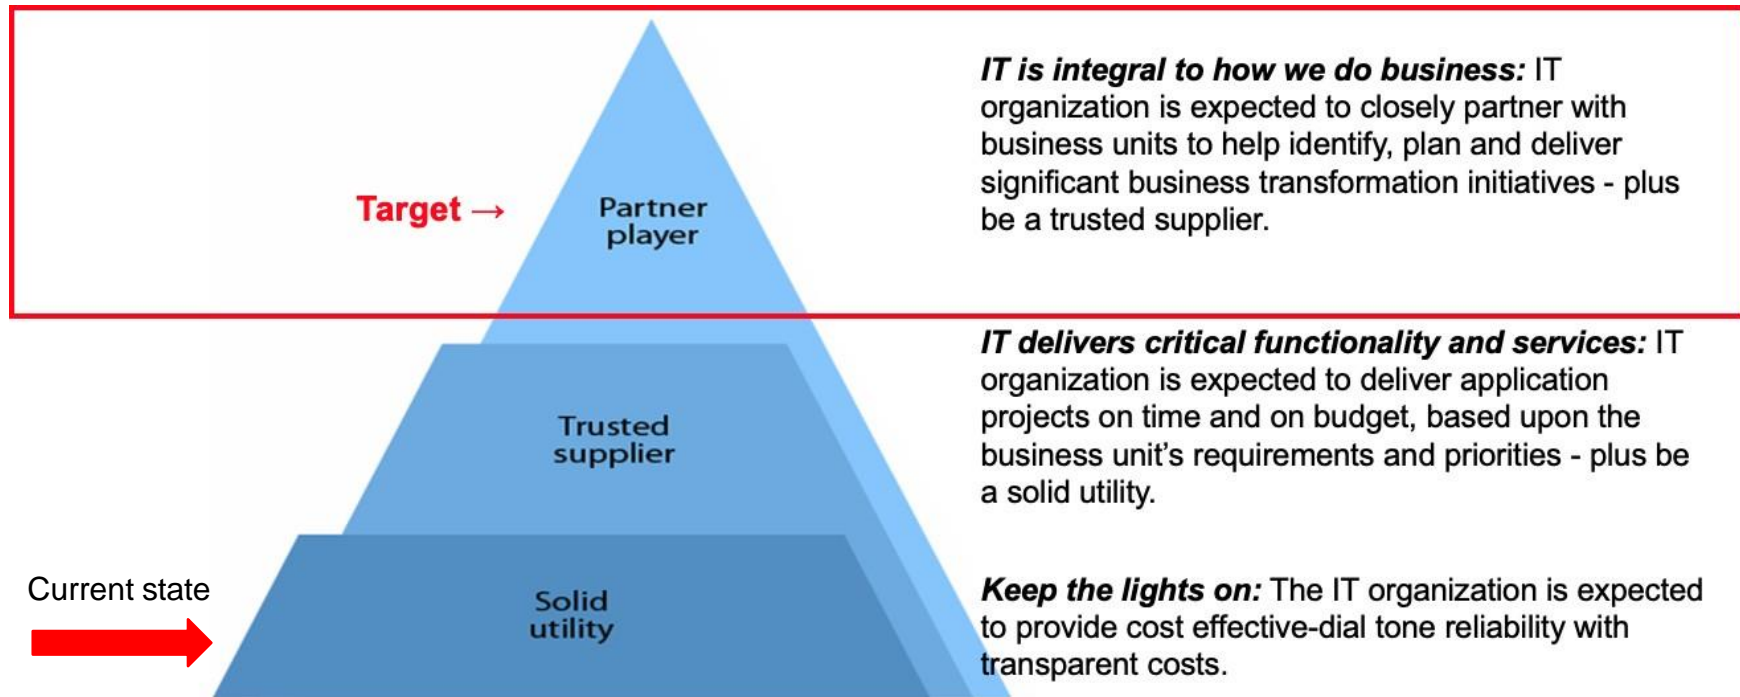 IT is integral to how we do business: IT
organization is expected to closely partner with
business units to help identify, plan and deliver
significant business transformation initiatives - plus
be a trusted supplier.
Target →
Partner
player
IT delivers critical functionality and services: IT
organization is expected to deliver application
projects on time and on budget, based upon the
business unit’s requirements and priorities - plus be
a solid utility.
Trusted
supplier
Current state
Solid
utility
Keep the lights on: The IT organization is expected
to provide cost effective-dial tone reliability with
transparent costs.